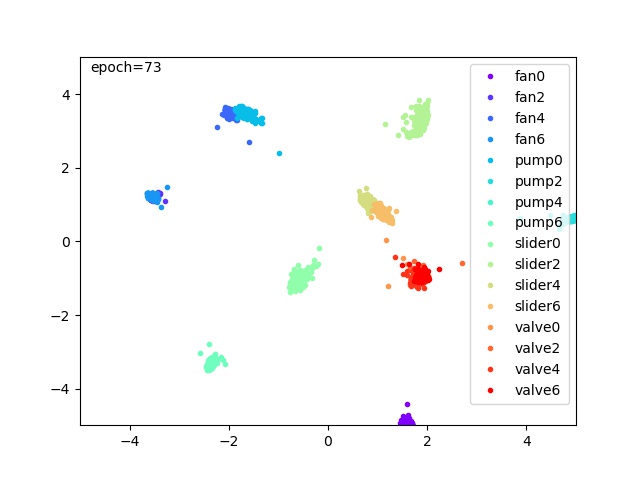 epoch=73
fan0
fan2
fan4
fan6
pump0
pump2
pump4
pump6
slider0
slider2
slider4
slider6
valve0
valve2
valve4
valve6
4
2
0
−2
−4
−4
−2
0
2
4